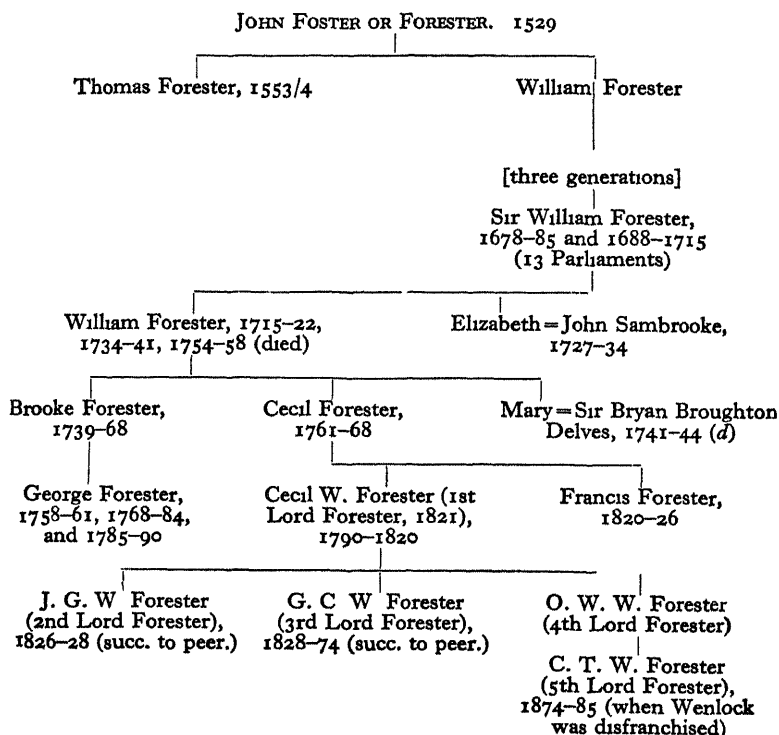 JOHN FOSTER OR FORESTER. 1529
Thomas Forester, 1553/4
William Forester
[three generations]
Sir William Forester,
1678–85 and 1688–1715
(13 Parliaments)
William Forester, 1715–22,
1734–41, 1754–58 (died)
Elizabeth=John Sambrooke,
1727–34
Brooke Forester,
1739–68
Cecil Forester,
1761–68
Mary=Sir Bryan Broughton
Delves, 1741–44 (d)
George Forester,
1758–61, 1768–84,
and 1785–90
Cecil W. Forester (1st
Lord Forester, 1821),
1790–1820
Francis Forester,
1820–26
J. G. W Forester
(2nd Lord Forester),
1826–28 (succ. to peer.)
G. C W Forester
(3rd Lord Forester),
1828–74 (succ. to peer.)
O. W. W. Forester
(4th Lord Forester)
C. T. W. Forester
(5th Lord Forester),
1874–85 (when Wenlock
was disfranchised)